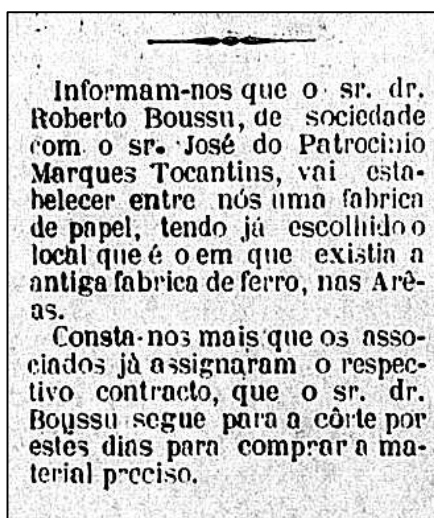 Informam-nos que o sr. dr.
Roberto Boussu, de sociedade
com o sr. José do Patrocinio
Marques Tocantins, vai esta-
belecer entre nós uma fabrica
de papel, tendo já escolhido o
local que é o em que existia a
antiga fabrica de ferro, nas Arê-
as.
Consta-nos mais que os asso-
ciados já assignaram o respec-
tivo contracto, que o sr. dr.
Boussu segue para a côrte por
estes dias para comprar a ma-
terial preciso.